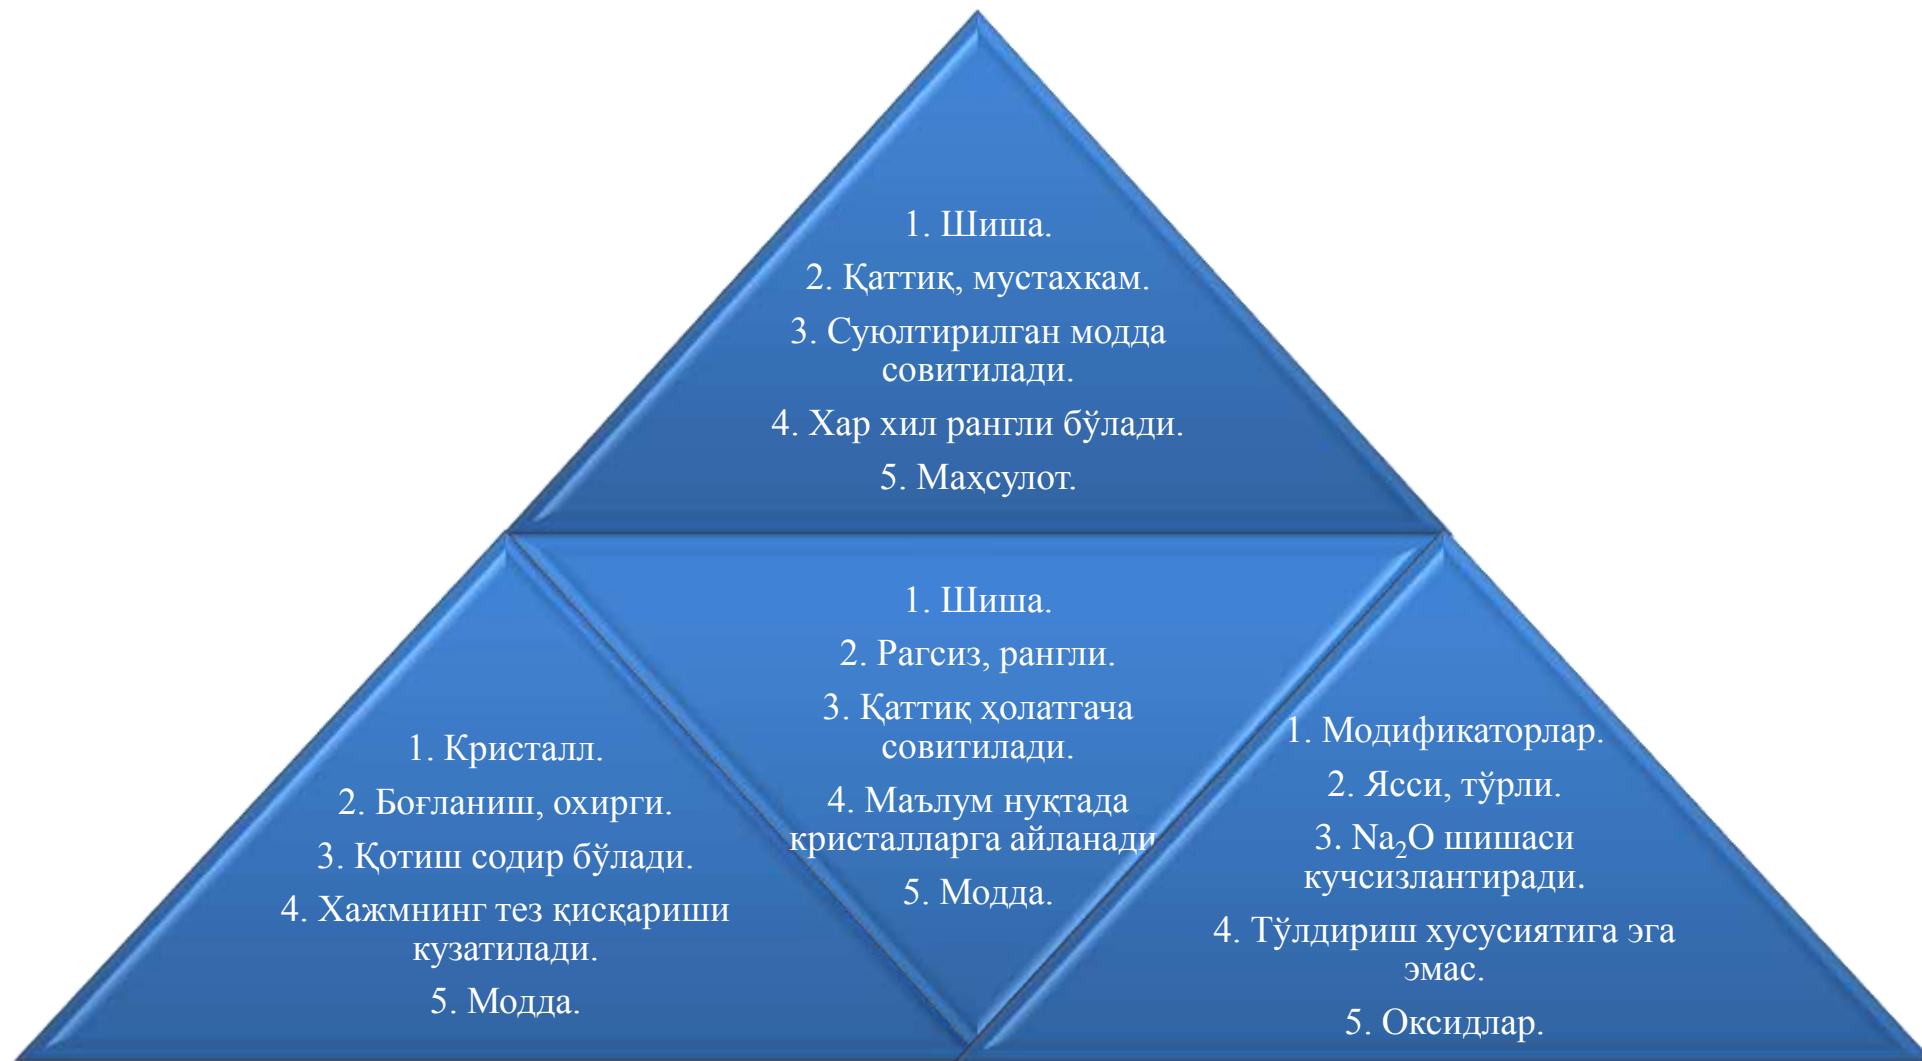 1. Шиша.
2. Қаттиқ, мустахкам.
3. Суюлтирилган модда
совитилади.
4. Хар хил рангли бўлади.
5. Маҳсулот.
1. Кристалл.
2. Боғланиш, охирги.
3. Қотиш содир бўлади.
4. Хажмнинг тез қисқариши
кузатилади.
5. Модда.
1. Шиша.
2. Рагсиз, рангли.
3. Қаттиқ ҳолатгача
совитилади.
4. Маълум нуқтада
кристалларга айланади
5. Модда.
1. Модификаторлар.
2. Ясси, тўрли.
3. Na₂O шишаси
кучсизлантиради.
4. Тўлдириш хусусиятига эга
эмас.
5. Оксидлар.